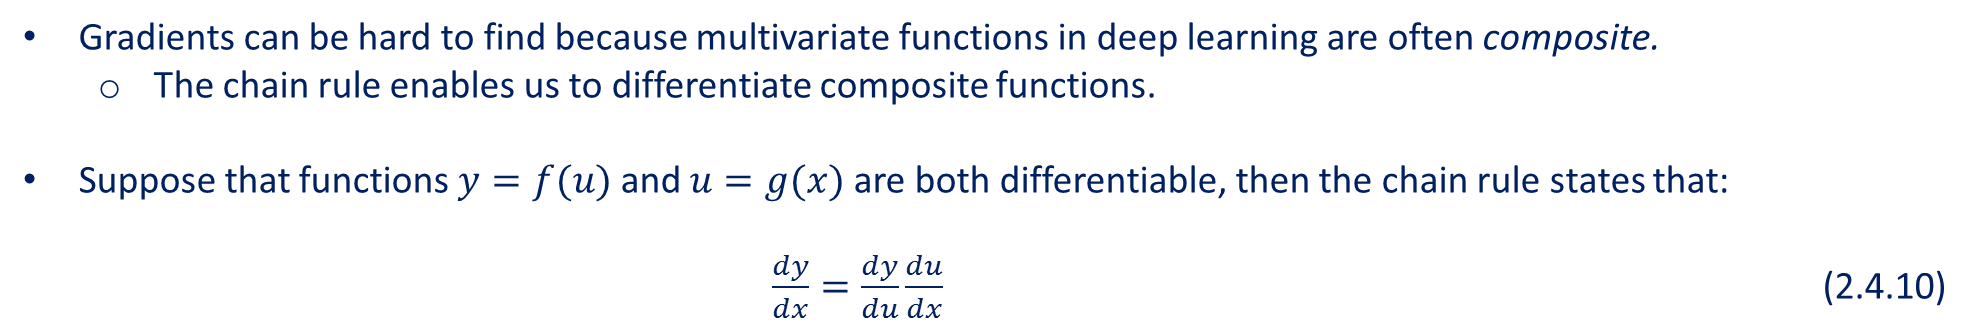 • Gradients can be hard to find because multivariate functions in deep learning are often composite.
○ The chain rule enables us to differentiate composite functions.
• Suppose that functions y = f(u) and u = g(x) are both differentiable, then the chain rule states that:
dy/dx = dy/du du/dx (2.4.10)